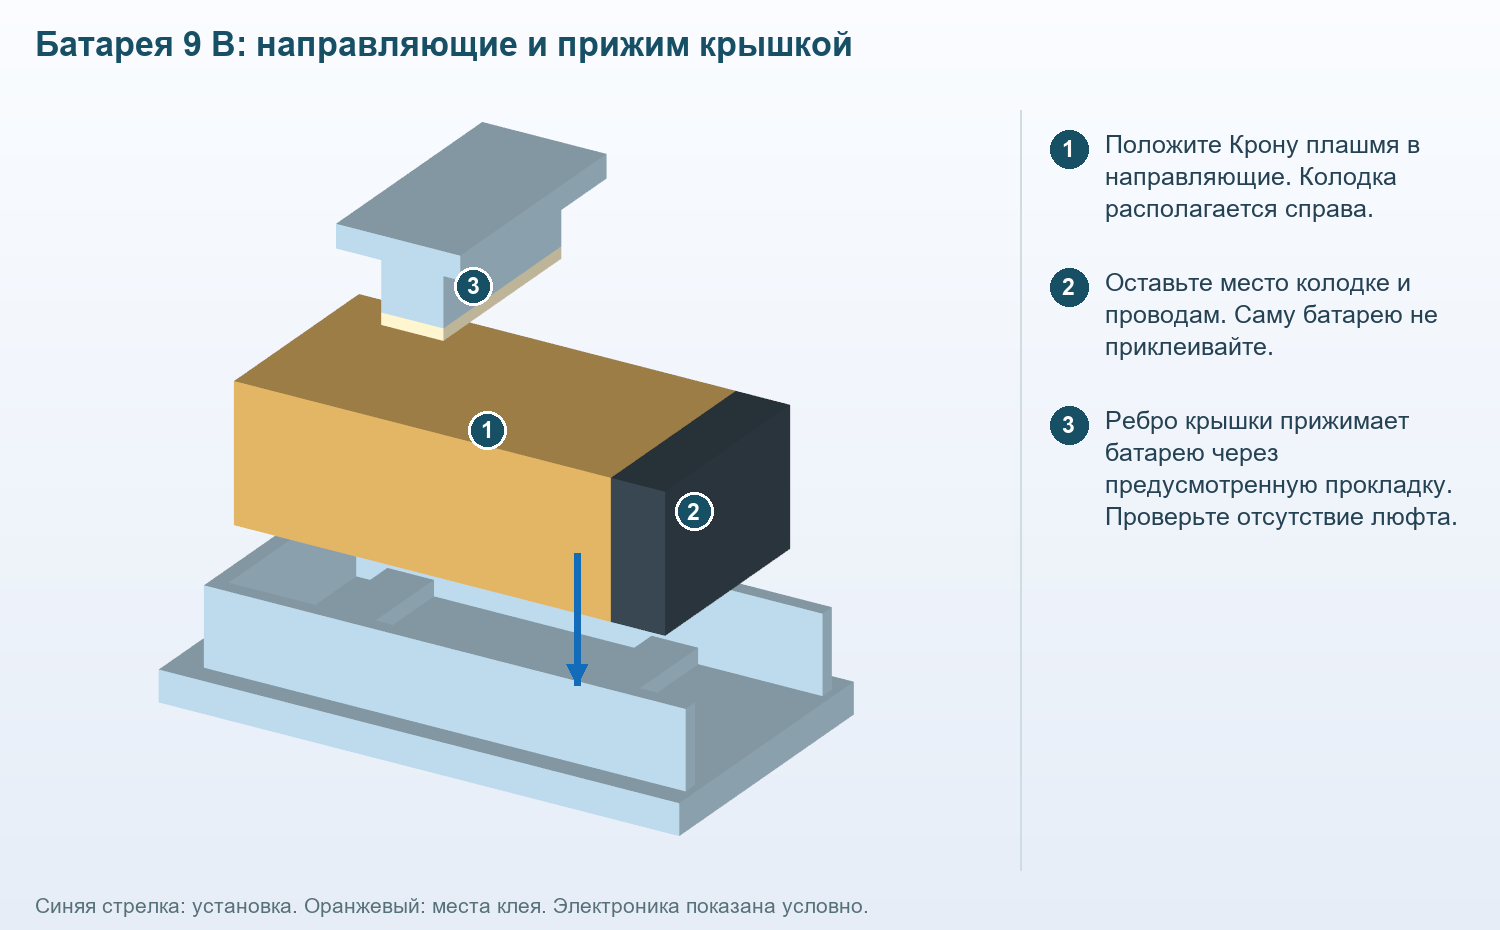 Батарея 9 В: направляющие и прижим крышкой
1
Положите Крону плашмя в
направляющие. Колодка
располагается справа.
2
Оставьте место колодке и
проводам. Саму батарею не
приклеивайте.
3
Ребро крышки прижимает
батарею через
предусмотренную прокладку.
Проверьте отсутствие люфта.
3
1
2
Синяя стрелка: установка. Оранжевый: места клея. Электроника показана условно.